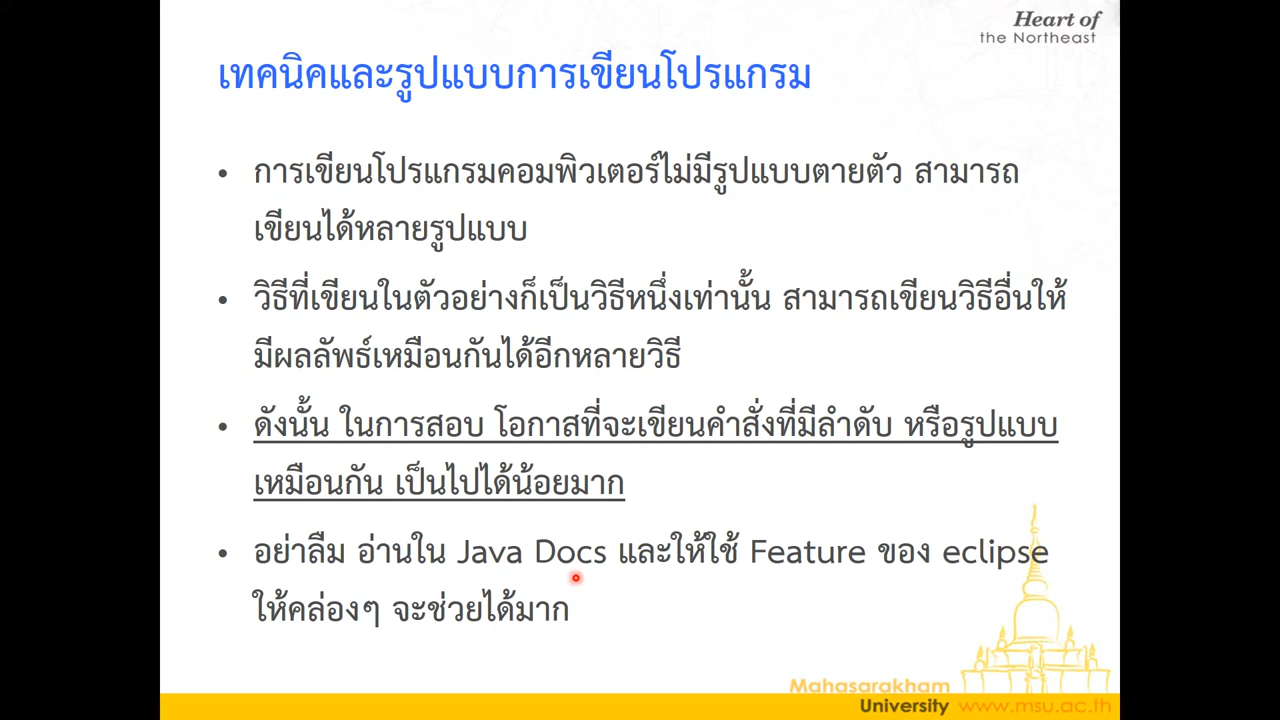 Heart of
the Northeast
เทคนิคและรูปแบบการเขียนโปรแกรม
• การเขียนโปรแกรมคอมพิวเตอร์ไม่มีรูปแบบตายตัว สามารถ
เขียนได้หลายรูปแบบ
• วิธีที่เขียนในตัวอย่างก็เป็นวิธีหนึ่งเท่านั้น สามารถเขียนวิธีอื่นให้
มีผลลัพธ์เหมือนกันได้อีกหลายวิธี
• ดังนั้น ในการสอบ โอกาสที่จะเขียนคำสั่งที่มีลำดับ หรือรูปแบบ
เหมือนกัน เป็นไปได้น้อยมาก
• อย่าลืม อ่านใน Java Docs และให้ใช้ Feature ของ eclipse
ให้คล่องๆ จะช่วยได้มาก
Mahasarakham
University www.msu.ac.th